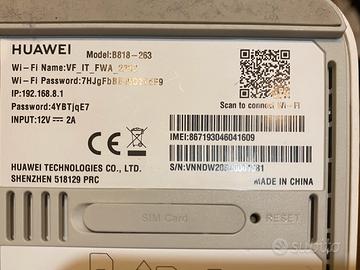 HUAWEI
Model:B818-263
Wi-Fi Name:VF_IT_FWA_
Wi-Fi Password:
IP:192.168.8.1
Password:4YBTjqE7
INPUT:12V ⎓ 2A
Scan to connect Wi-Fi
CE
IMEI:867193046041609
HUAWEI TECHNOLOGIES CO., LTD.
SHENZHEN 518129 PRC
MADE IN CHINA
SIM Card
RESET
subito